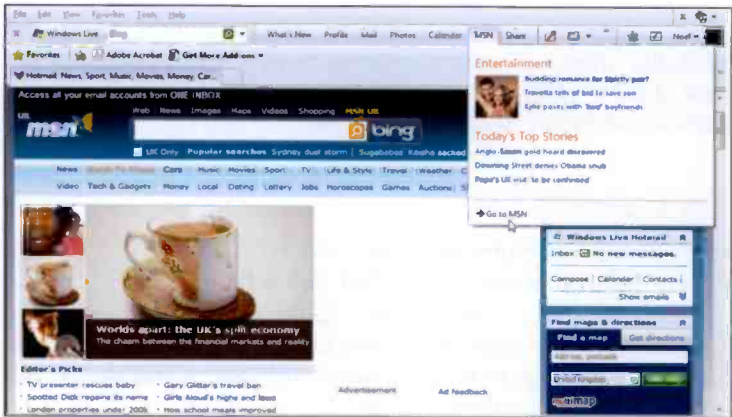 File Edit View Favorites Tools Help
Windows Live Bing What's New Profile Mail Photos Calendar MSN Share Noel
Favorites Adobe Acrobat Get More Add-ons
Hotmail, News, Sport, Music, Movies, Money, Car...
Entertainment
Budding romance for Strictly pair?
Travolta tells of bid to save son
Kylie poses with 'two' boyfriends
Today's Top Stories
Anglo-Saxon gold hoard discovered
Downing Street denies Obama snub
Pope's UK visit 'to be confirmed'
Go to MSN
Access all your email accounts from ONE INBOX
Web News Images Maps Videos Shopping MSN UK
UK
msn
bing
UK Only Popular searches Sydney dust storm Sugababes' Keisha sacked
News Cars Music Movies Sport TV Life & Style Travel Weather
Video Tech & Gadgets Money Local Dating Lottery Jobs Horoscopes Games Auctions
Worlds apart: the UK's split economy
The chasm between the financial markets and reality
Editor's Picks
TV presenter rescues baby
Spotted Dick regains its name
London properties under 200k
Gary Glitter's travel ban
Girls Aloud's highs and lows
How school meals improved
Advertisement
Ad feedback
Windows Live Hotmail
Inbox No new messages.
Compose Calendar Contacts
Show emails
Find maps & directions
Find a map Get directions
United Kingdom
multimap